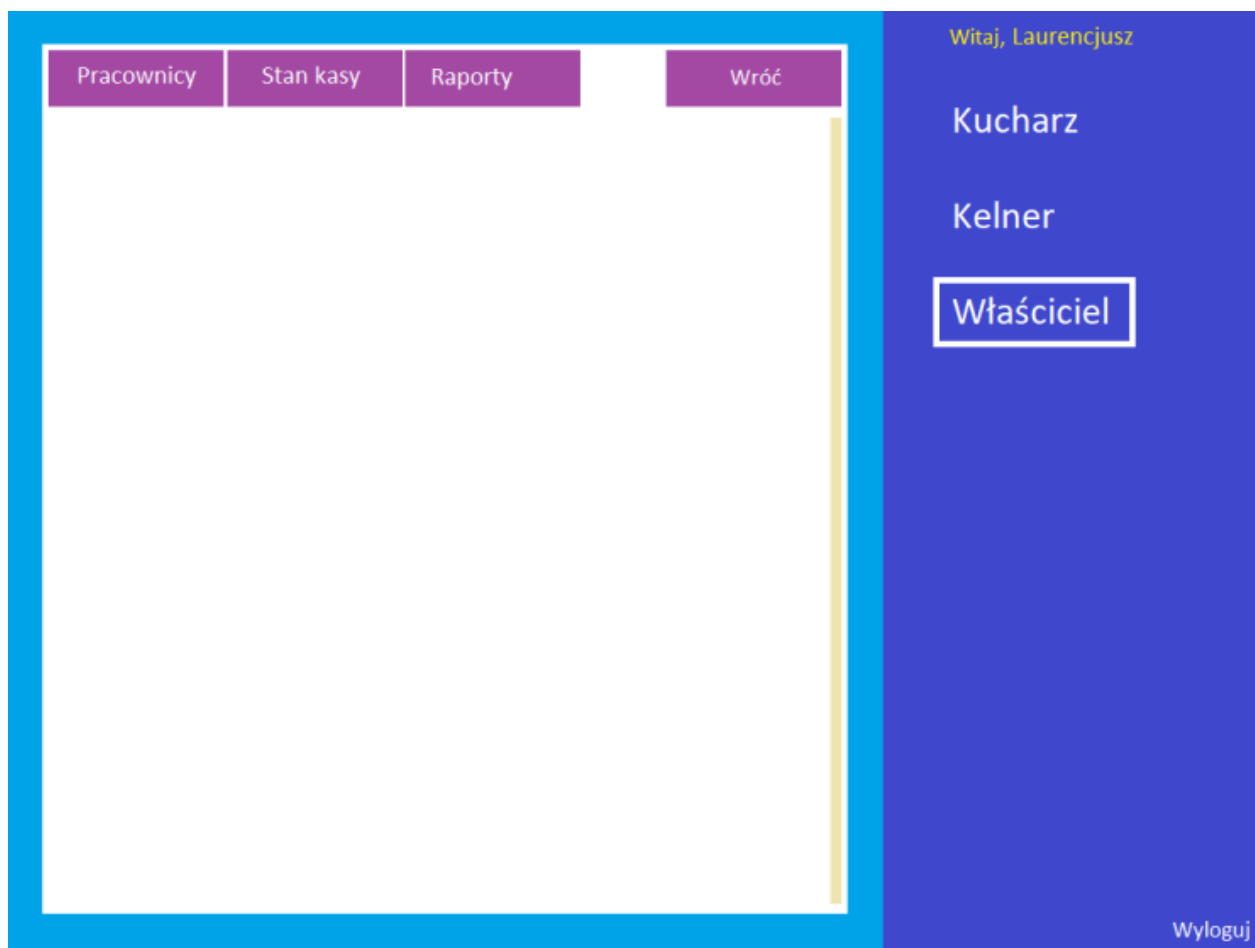 Witaj, Laurencjusz
Pracownicy
Stan kasy
Raporty
Wróć
Kucharz
Kelner
Właściciel
Wyloguj